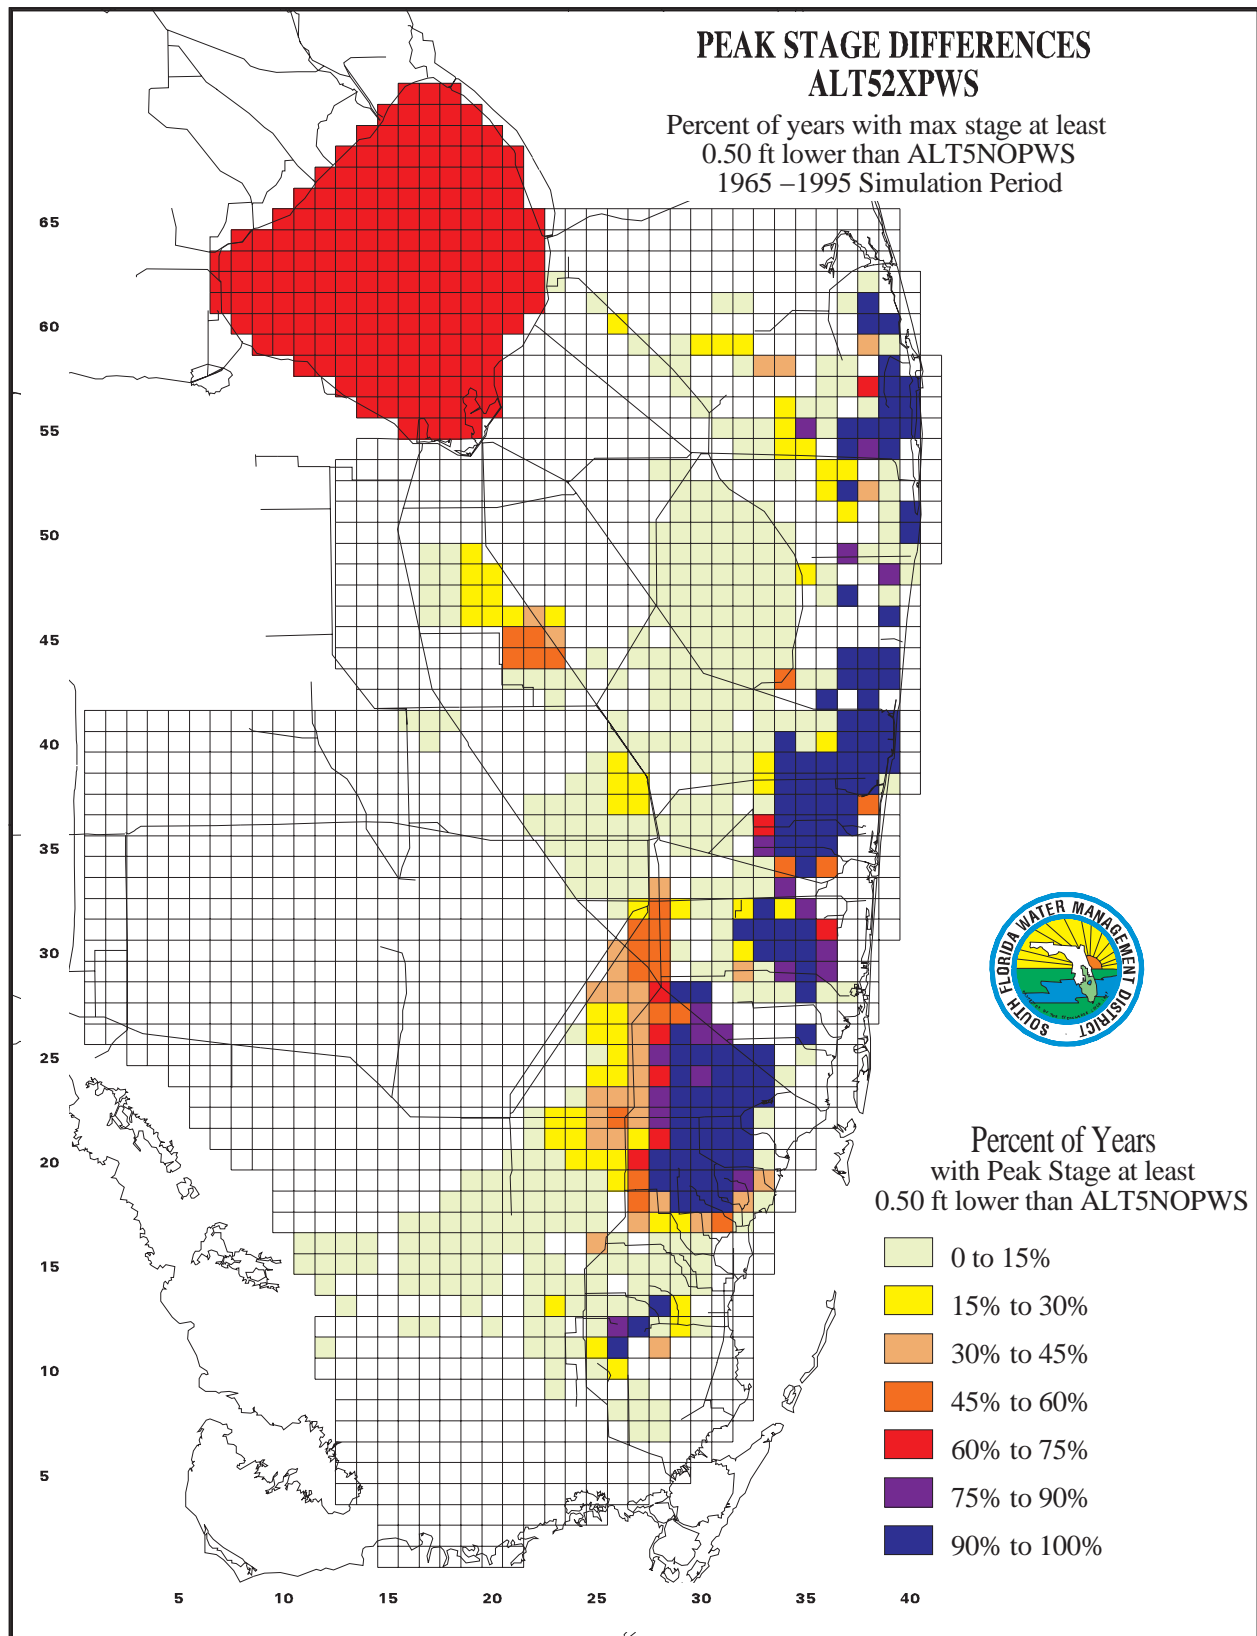 PEAK STAGE DIFFERENCES
ALT52XPWS
Percent of years with max stage at least
0.50 ft lower than ALT5NOPWS
1965 –1995 Simulation Period
65
60
55
50
45
40
35
30
25
20
15
10
5
5 10 15 20 25 30 35 40
SOUTH FLORIDA WATER MANAGEMENT DISTRICT
Percent of Years
with Peak Stage at least
0.50 ft lower than ALT5NOPWS
0 to 15%
15% to 30%
30% to 45%
45% to 60%
60% to 75%
75% to 90%
90% to 100%